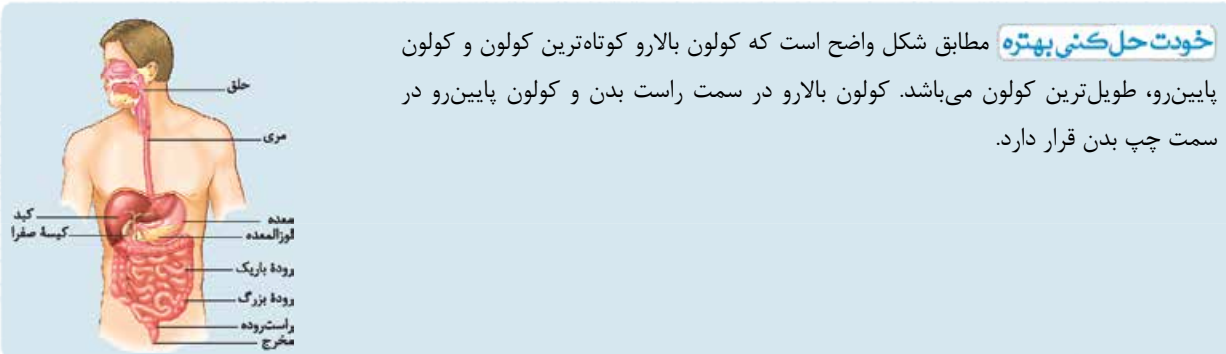 خودت حل کنی بهتره مطابق شکل واضح است که کولون بالارو کوتاه‌ترین کولون و کولون
پایین‌رو، طویل‌ترین کولون می‌باشد. کولون بالارو در سمت راست بدن و کولون پایین‌رو در
سمت چپ بدن قرار دارد.
حلق
مری
کبد
کیسهٔ صفرا
معده
لوزالمعده
رودهٔ باریک
رودهٔ بزرگ
راست‌روده
مخرج